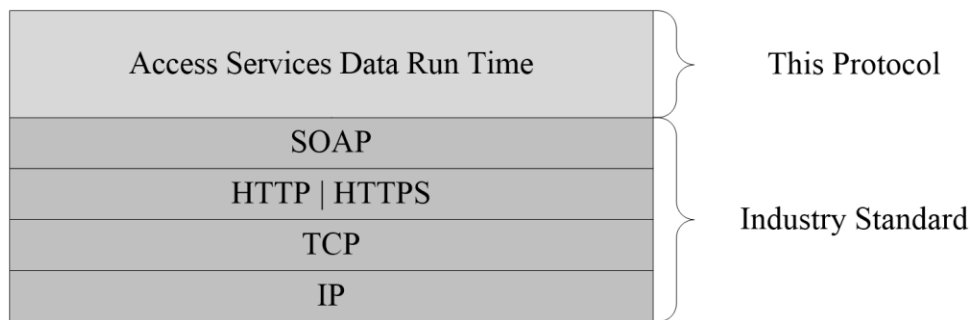 Access Services Data Run Time
This Protocol
SOAP
HTTP | HTTPS
TCP
IP
Industry Standard